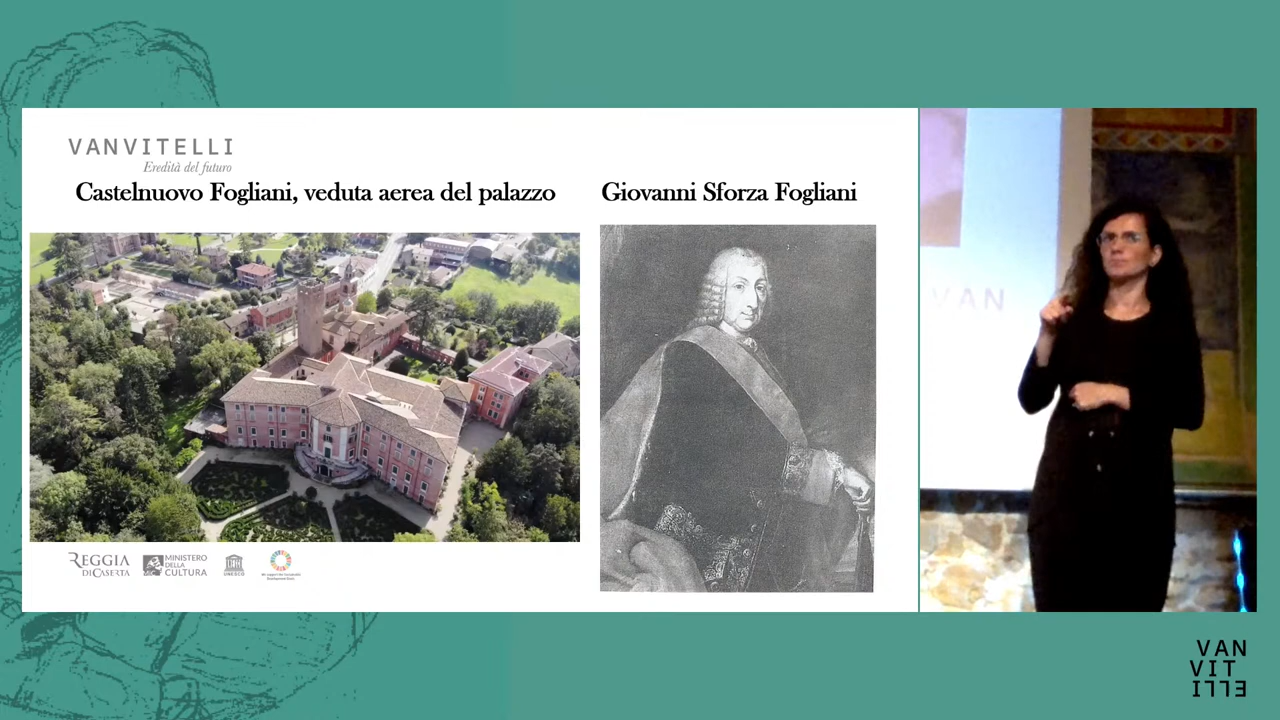 VANVITELLI
Eredità del futuro
Castelnuovo Fogliani, veduta aerea del palazzo
Giovanni Sforza Fogliani
REGGIA
DI CASERTA
MINISTERO
DELLA
CULTURA
UNESCO
VAN
VAN
VIT
ELLI